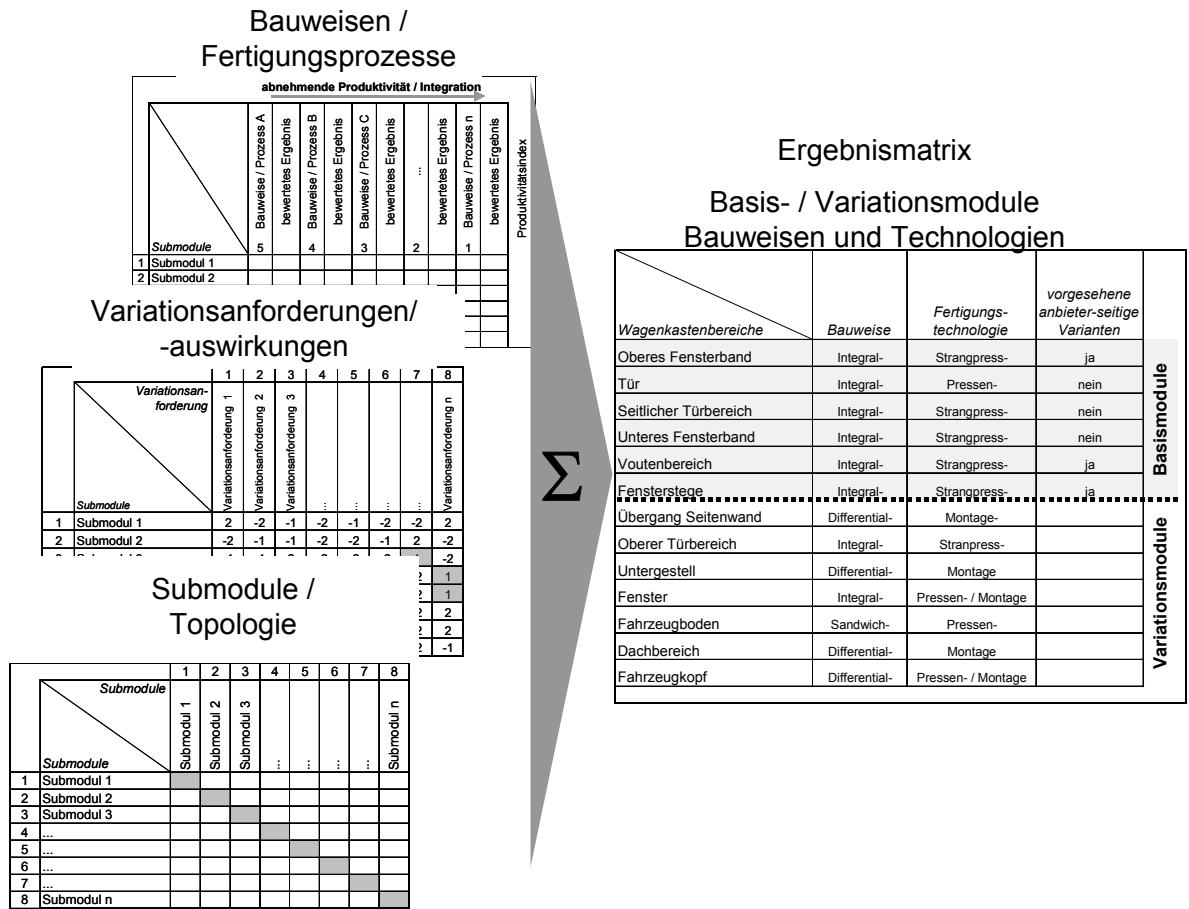 Bauweisen /
Fertigungsprozesse
abnehmende Produktivität / Integration
Bauweise / Prozess A
bewertetes Ergebnis
Bauweise / Prozess B
bewertetes Ergebnis
Bauweise / Prozess C
bewertetes Ergebnis
...
bewertetes Ergebnis
Bauweise / Prozess n
bewertetes Ergebnis
Produktivitätsindex
Submodule 5 4 3 2 1
1 Submodul 1
2 Submodul 2
Variationsanforderungen/
-auswirkungen
1 2 3 4 5 6 7 8
Variationsan-
forderung
Variationsanforderung 1
Variationsanforderung 2
Variationsanforderung 3
...
...
...
...
Variationsanforderung n
Submodule
1 Submodul 1 2 -2 -1 -2 -1 -2 -2 2
2 Submodul 2 -2 -1 -1 -2 -2 -1 2 -2
-2
2 1
2 1
2 2
2 2
2 -1
Submodule /
Topologie
1 2 3 4 5 6 7 8
Submodule
Submodul 1
Submodul 2
Submodul 3
...
...
...
...
Submodul n
Submodule
1 Submodul 1
2 Submodul 2
3 Submodul 3
4 ...
5 ...
6 ...
7 ...
8 Submodul n
Σ
Ergebnismatrix
Basis- / Variationsmodule
Bauweisen und Technologien
vorgesehene
Fertigungs- anbieter-seitige
Wagenkastenbereiche Bauweise technologie Varianten
Oberes Fensterband Integral- Strangpress- ja
Tür Integral- Pressen- nein
Seitlicher Türbereich Integral- Strangpress- nein
Unteres Fensterband Integral- Strangpress- nein
Voutenbereich Integral- Strangpress- ja
Fensterstege Integral- Strangpress- ja
Basismodule
Übergang Seitenwand Differential- Montage-
Oberer Türbereich Integral- Stranpress-
Untergestell Differential- Montage
Fenster Integral- Pressen- / Montage
Fahrzeugboden Sandwich- Pressen-
Dachbereich Differential- Montage
Fahrzeugkopf Differential- Pressen- / Montage
Variationsmodule